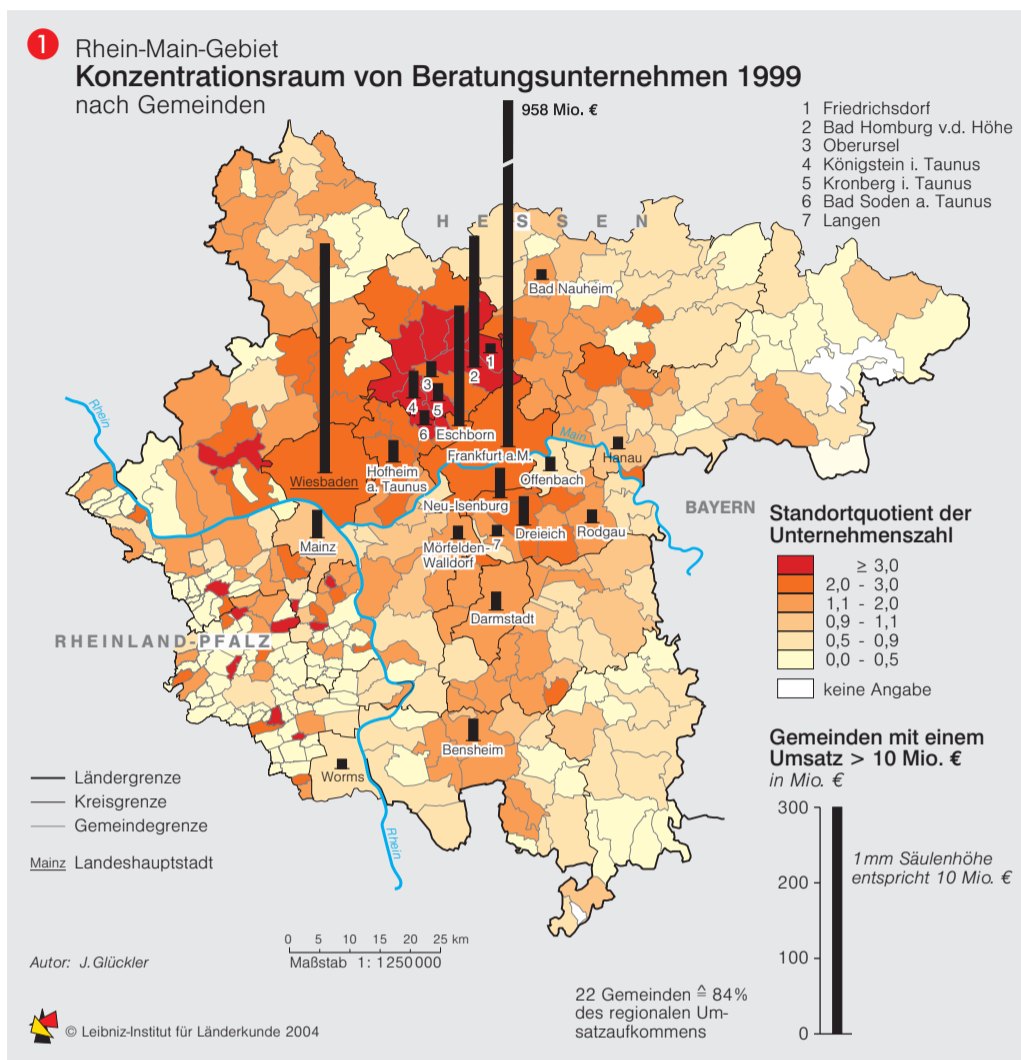 1
Rhein-Main-Gebiet
Konzentrationsraum von Beratungsunternehmen 1999
nach Gemeinden
958 Mio. €
1 Friedrichsdorf
2 Bad Homburg v.d. Höhe
3 Oberursel
4 Königstein i. Taunus
5 Kronberg i. Taunus
6 Bad Soden a. Taunus
7 Langen
HESSEN
Bad Nauheim
1
2
3
4
5
6
Eschborn
Rhein
Main
Frankfurt a.M.
Hanau
Hofheim
a. Taunus
Wiesbaden
Offenbach
Neu-Isenburg
BAYERN
Dreieich
Rodgau
Mainz
Mörfelden-
Walldorf
7
Darmstadt
RHEINLAND-PFALZ
Bensheim
Worms
Rhein
Standortquotient der
Unternehmenszahl
≥ 3,0
2,0 - 3,0
1,1 - 2,0
0,9 - 1,1
0,5 - 0,9
0,0 - 0,5
keine Angabe
Gemeinden mit einem
Umsatz > 10 Mio. €
in Mio. €
300
200
100
0
1mm Säulenhöhe
entspricht 10 Mio. €
Ländergrenze
Kreisgrenze
Gemeindegrenze
Mainz Landeshauptstadt
0 5 10 15 20 25 km
Maßstab 1: 1250000
Autor: J.Glückler
22 Gemeinden ≙ 84%
des regionalen Um-
satzaufkommens
© Leibniz-Institut für Länderkunde 2004